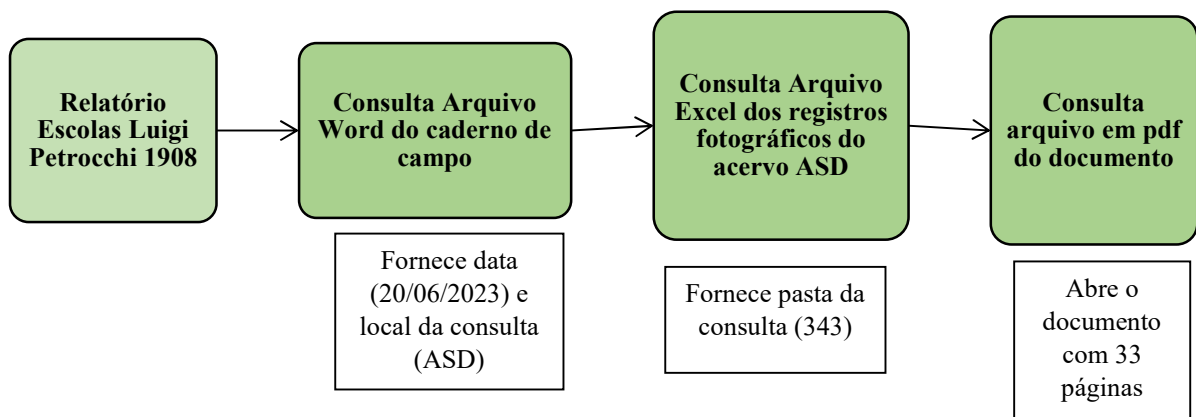 Relatório
Escolas Luigi
Petrocchi 1908
Consulta Arquivo
Word do caderno de
campo
Consulta Arquivo
Excel dos registros
fotográficos do
acervo ASD
Consulta
arquivo em pdf
do documento
Fornece data
(20/06/2023) e
local da consulta
(ASD)
Fornece pasta da
consulta (343)
Abre o
documento
com 33
páginas